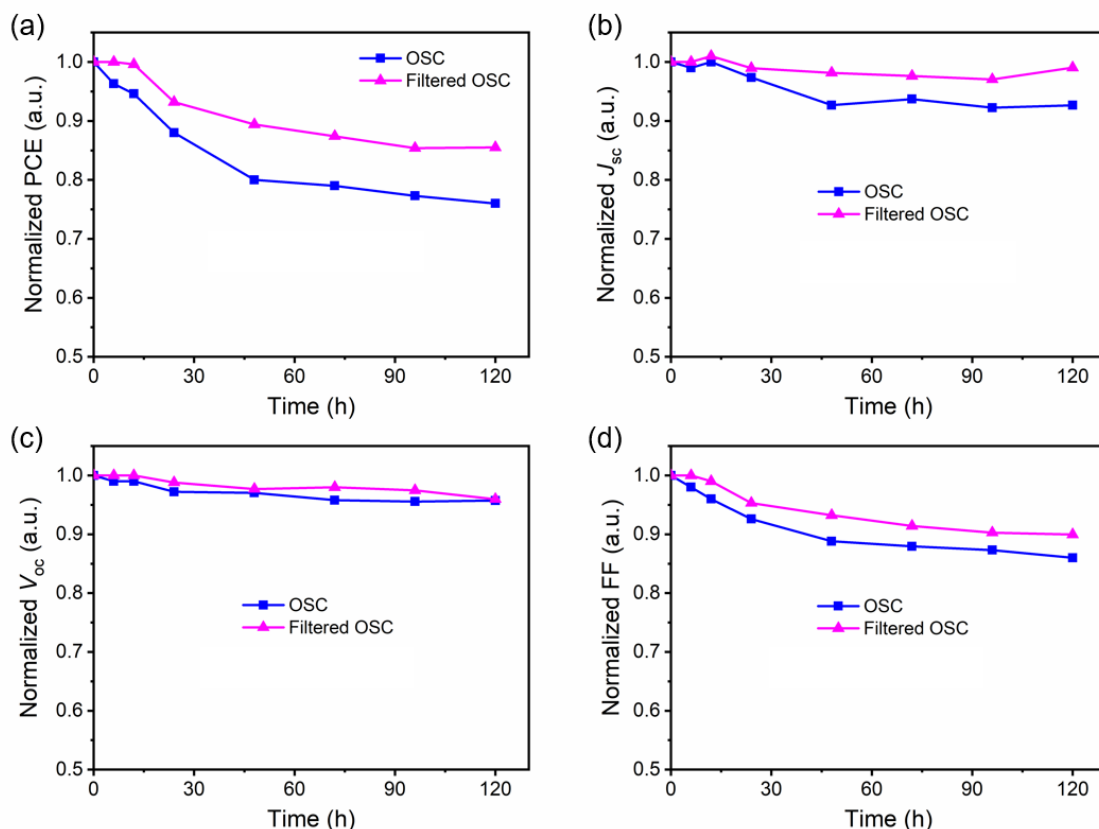 (a)
Normalized PCE (a.u.)
1.0
0.9
0.8
0.7
0.6
0.5
0
30
60
90
120
Time (h)
OSC
Filtered OSC
(b)
Normalized Jsc (a.u.)
1.0
0.9
0.8
0.7
0.6
0.5
0
30
60
90
120
Time (h)
OSC
Filtered OSC
(c)
Normalized Voc (a.u.)
1.0
0.9
0.8
0.7
0.6
0.5
0
30
60
90
120
Time (h)
OSC
Filtered OSC
(d)
Normalized FF (a.u.)
1.0
0.9
0.8
0.7
0.6
0.5
0
30
60
90
120
Time (h)
OSC
Filtered OSC